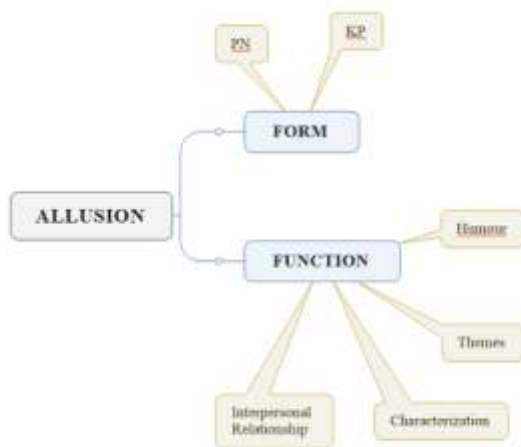 PN
KP
FORM
ALLUSION
Humour
FUNCTION
Themes
Interpersonal
Relationship
Characterization